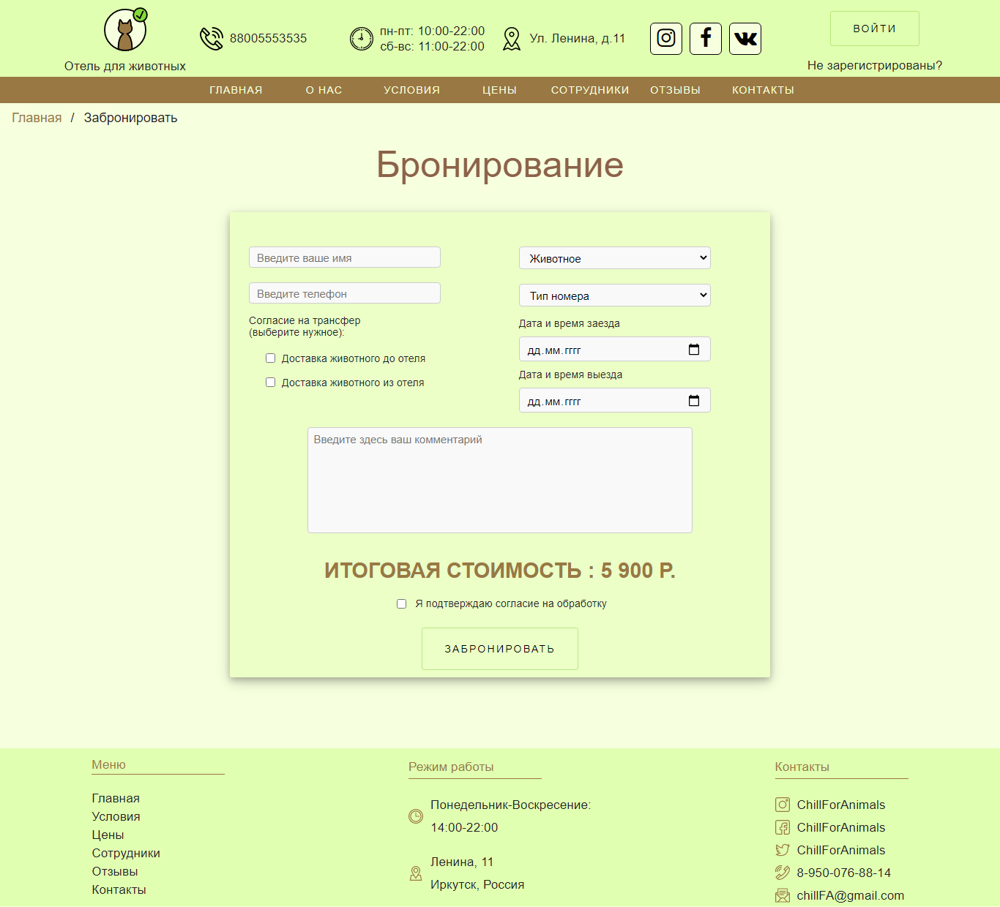 Отель для животных
88005553535
пн-пт: 10:00-22:00
сб-вс: 11:00-22:00
Ул. Ленина, д.11
ВОЙТИ
Не зарегистрированы?
ГЛАВНАЯ О НАС УСЛОВИЯ ЦЕНЫ СОТРУДНИКИ ОТЗЫВЫ КОНТАКТЫ
Главная / Забронировать
Бронирование
Введите ваше имя
Введите телефон
Согласие на трансфер
(выберите нужное):
Доставка животного до отеля
Доставка животного из отеля
Животное
Тип номера
Дата и время заезда
дд.мм.гггг
Дата и время выезда
дд.мм.гггг
Введите здесь ваш комментарий
ИТОГОВАЯ СТОИМОСТЬ : 5 900 Р.
Я подтверждаю согласие на обработку
ЗАБРОНИРОВАТЬ
Меню
Главная
Условия
Цены
Сотрудники
Отзывы
Контакты
Режим работы
Понедельник-Воскресение:
14:00-22:00
Ленина, 11
Иркутск, Россия
Контакты
ChillForAnimals
ChillForAnimals
ChillForAnimals
8-950-076-88-14
chillFA@gmail.com